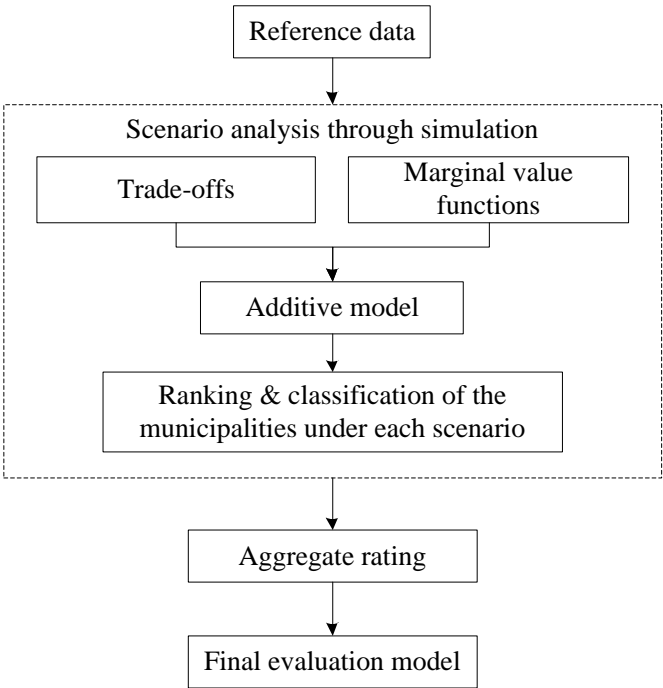 Reference data
Scenario analysis through simulation
Trade-offs
Marginal value
functions
Additive model
Ranking & classification of the
municipalities under each scenario
Aggregate rating
Final evaluation model